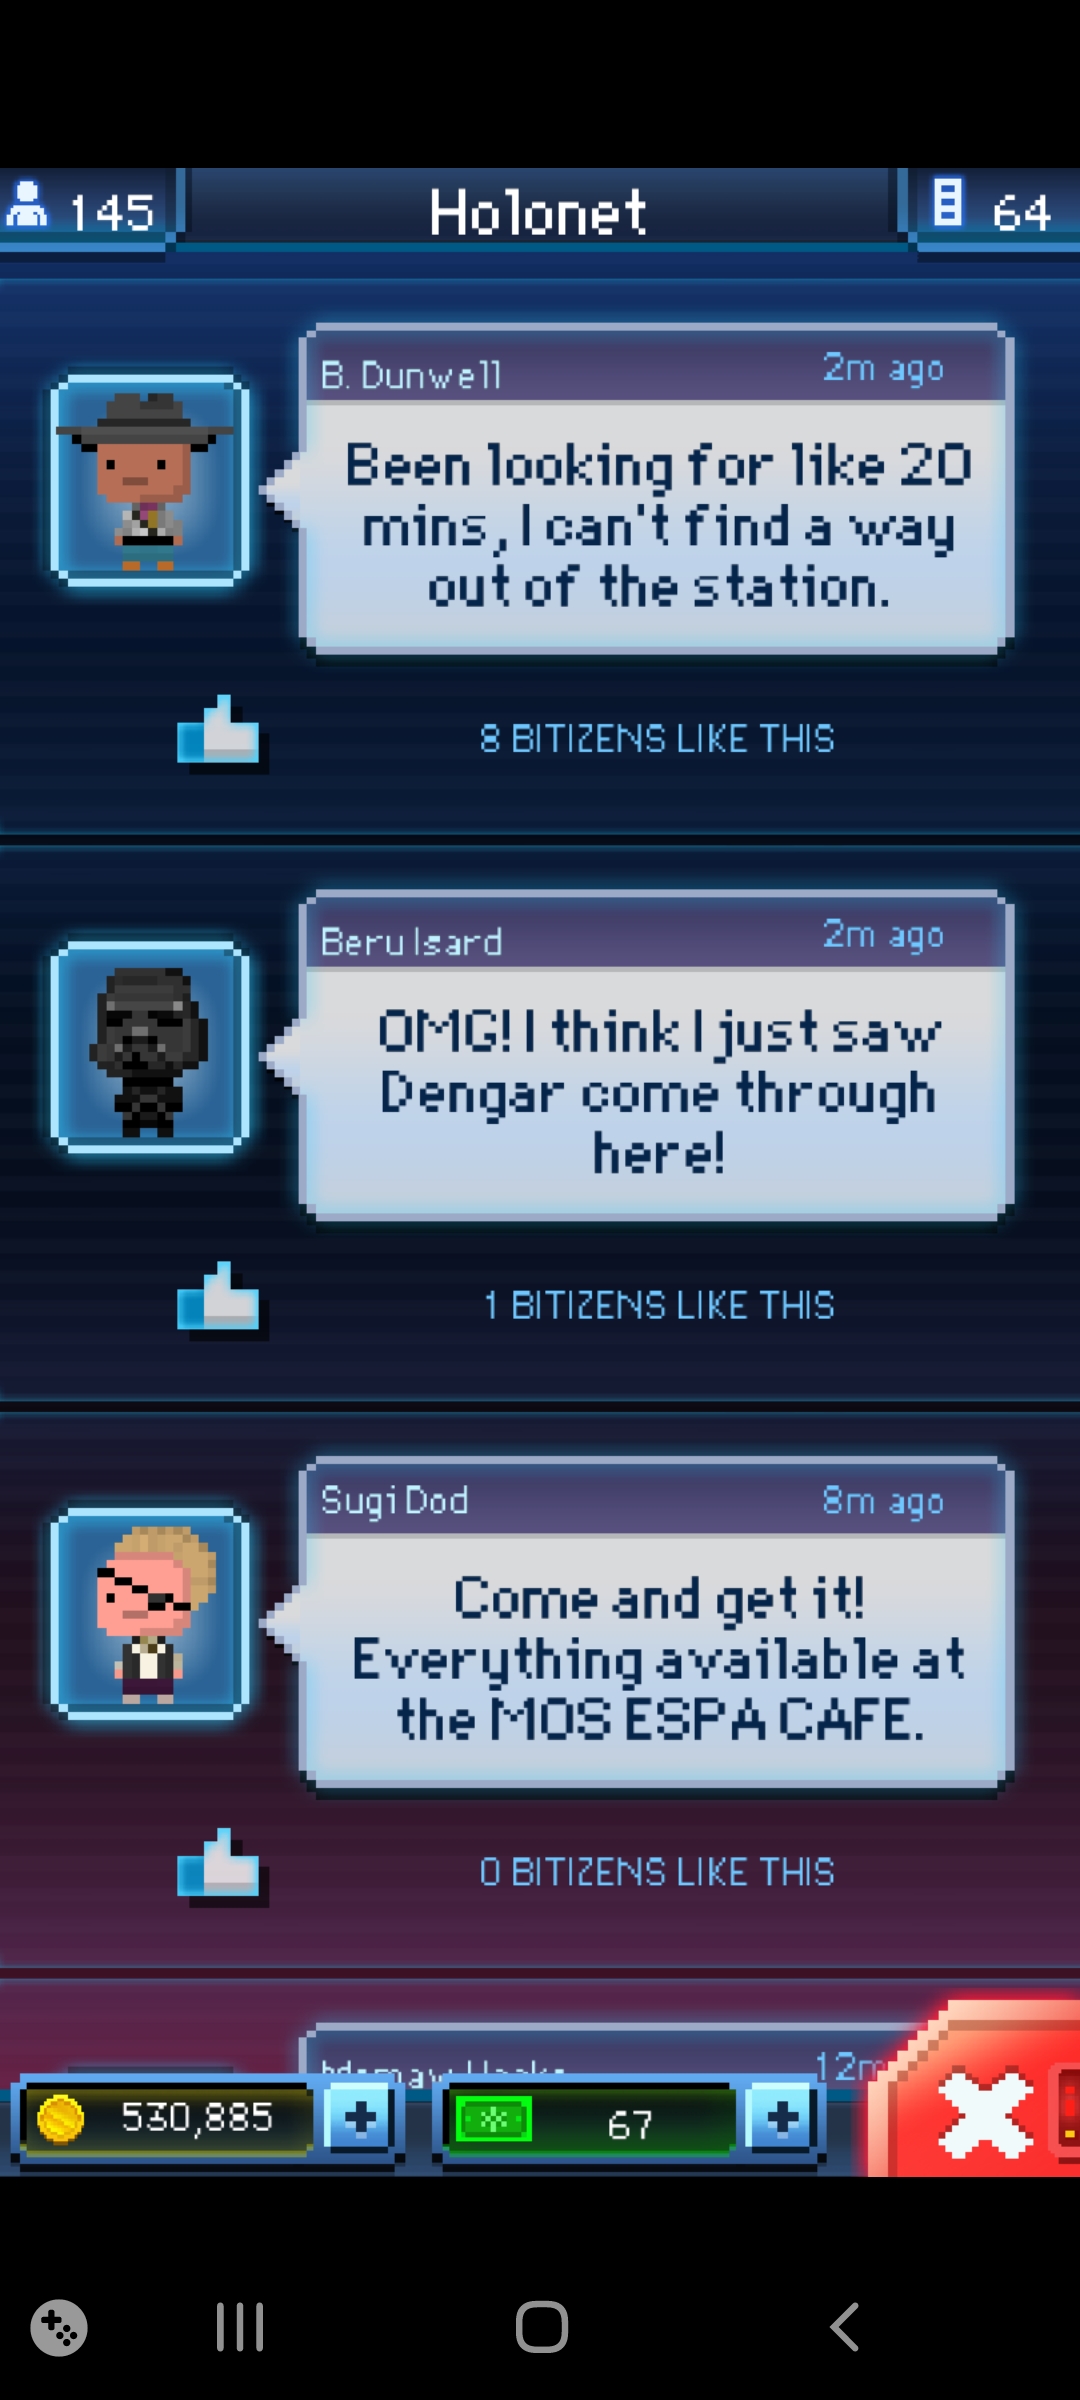 145
Holonet
64
B. Dunwell
2m ago
Been looking for like 20
mins, I can't find a way
out of the station.
8 BITIZENS LIKE THIS
Beru Isard
2m ago
OMG! I think I just saw
Dengar come through
here!
1 BITIZENS LIKE THIS
Sugi Dod
8m ago
Come and get it!
Everything available at
the MOS ESPA CAFE.
0 BITIZENS LIKE THIS
12m
530,885
67